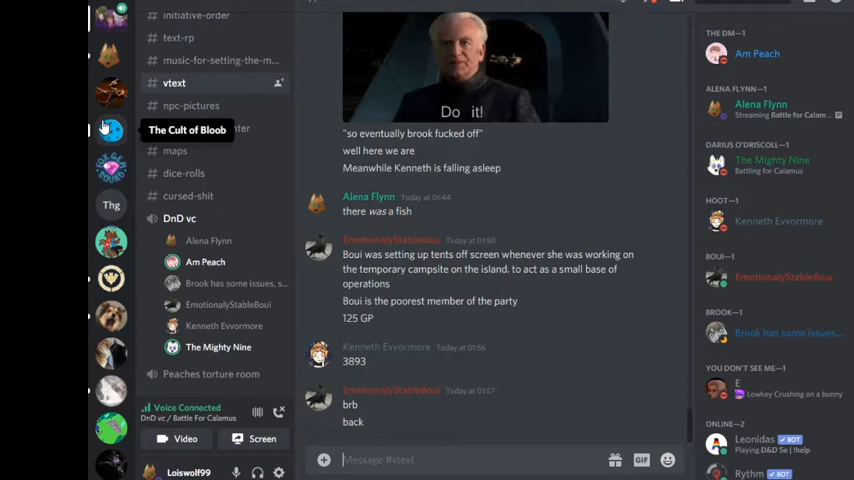 initiative-order
text-rp
music-for-setting-the-m...
vtext
npc-pictures
The Cult of Bloob
nter
maps
dice-rolls
cursed-shit
Thg
DnD vc
Alena Flynn
Am Peach
Brook has some issues, s...
EmotionalyStableBoui
Kenneth Evvormore
The Mighty Nine
Peaches torture room
Voice Connected
DnD vc / Battle For Calamus
Video
Screen
Loiswolf99
Do it!
"so eventually brook fucked off"
well here we are
Meanwhile Kenneth is falling asleep
Alena Flynn Today at 01:44
there was a fish
EmotionalyStableBoui Today at 01:50
Boui was setting up tents off screen whenever she was working on
the temporary campsite on the island. to act as a small base of
operations
Boui is the poorest member of the party
125 GP
Kenneth Evvormore Today at 01:56
3893
EmotionalyStableBoui Today at 01:57
brb
back
Message #vtext
GIF
THE DM—1
Am Peach
ALENA FLYNN—1
Alena Flynn
Streaming Battle for Calam...
DARIUS O'DRISCOLL—1
The Mighty Nine
Battling for Calamus
HOOT—1
Kenneth Evvormore
BOUI—1
EmotionalyStableBoui
BROOK—1
Brook has some issues...
YOU DON'T SEE ME—1
E
Lowkey Crushing on a bunny
ONLINE—2
Leonidas BOT
Playing D&D 5e | !help
Rythm BOT